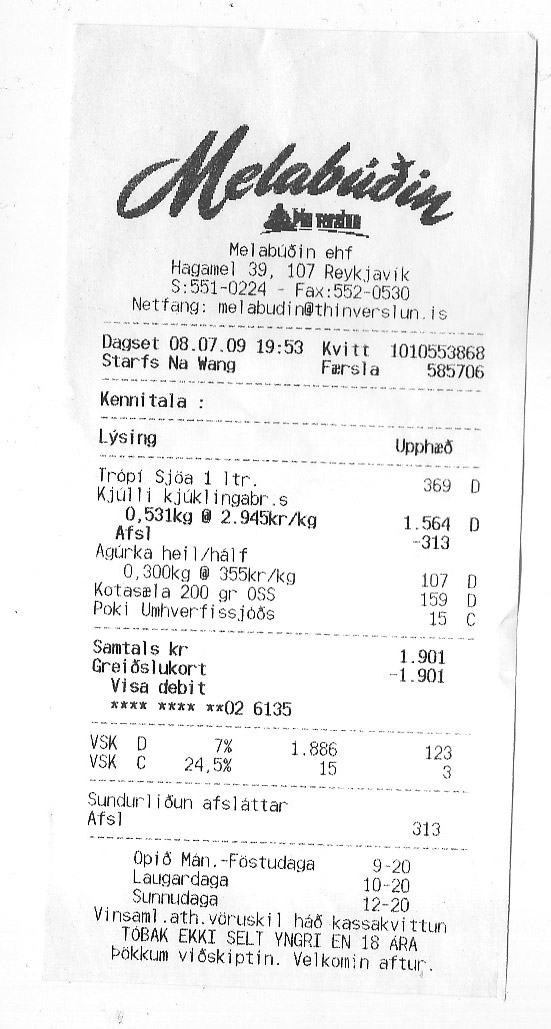 Melabúðin
Þín verslun
Melabúðin ehf
Hagamel 39, 107 Reykjavík
S:551-0224 - Fax:552-0530
Netfang: melabudin@thinverslun.is
Dagset 08.07.09 19:53 Kvitt 1010553868
Starfs Na Wang Færsla 585706
Kennitala :
Lýsing Upphæð
Trópí Sjöa 1 ltr. 369 D
Kjúlli kjúklingabr.s
0,531kg @ 2.945kr/kg 1.564 D
Afsl -313
Agúrka heil/hálf
0,300kg @ 355kr/kg 107 D
Kotasæla 200 gr OSS 159 D
Poki Umhverfissjóðs 15 C
Samtals kr 1.901
Greiðslukort -1.901
Visa debit
**** **** **02 6135
VSK D 7% 1.886 123
VSK C 24,5% 15 3
Sundurliðun afsláttar
Afsl 313
Opið Mán.-Föstudaga 9-20
Laugardaga 10-20
Sunnudaga 12-20
Vinsaml.ath.vöruskil háð kassakvittun
TÓBAK EKKI SELT YNGRI EN 18 ÁRA
Þökkum viðskiptin. Velkomin aftur.